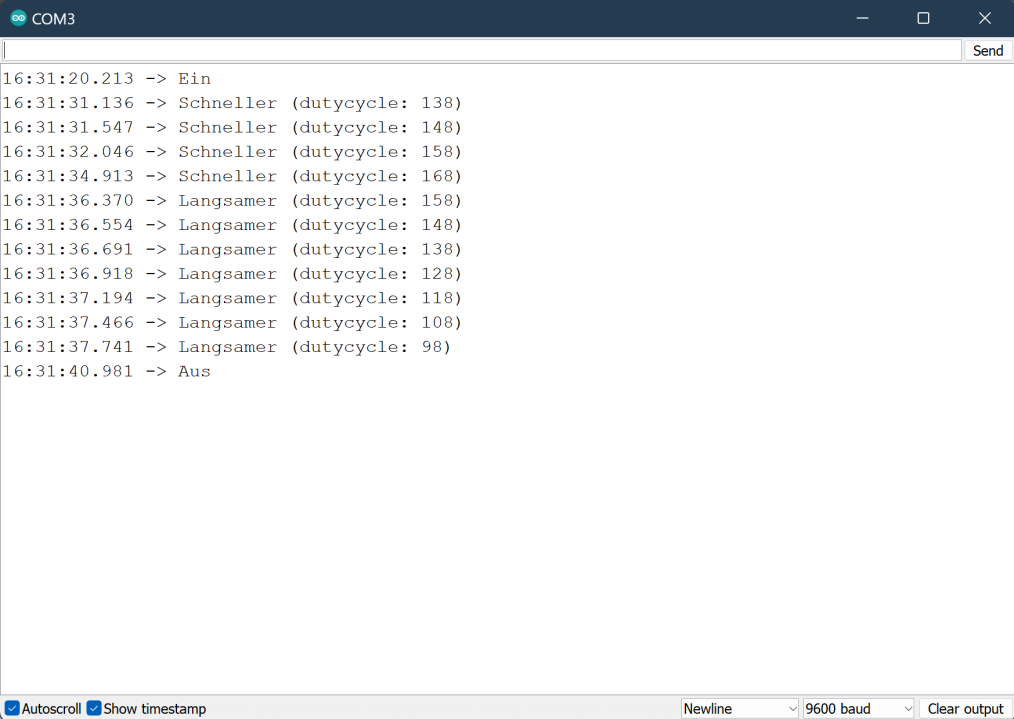 COM3
Send
16:31:20.213 -> Ein
16:31:31.136 -> Schneller (dutycycle: 138)
16:31:31.547 -> Schneller (dutycycle: 148)
16:31:32.046 -> Schneller (dutycycle: 158)
16:31:34.913 -> Schneller (dutycycle: 168)
16:31:36.370 -> Langsamer (dutycycle: 158)
16:31:36.554 -> Langsamer (dutycycle: 148)
16:31:36.691 -> Langsamer (dutycycle: 138)
16:31:36.918 -> Langsamer (dutycycle: 128)
16:31:37.194 -> Langsamer (dutycycle: 118)
16:31:37.466 -> Langsamer (dutycycle: 108)
16:31:37.741 -> Langsamer (dutycycle: 98)
16:31:40.981 -> Aus
Autoscroll Show timestamp Newline 9600 baud Clear output